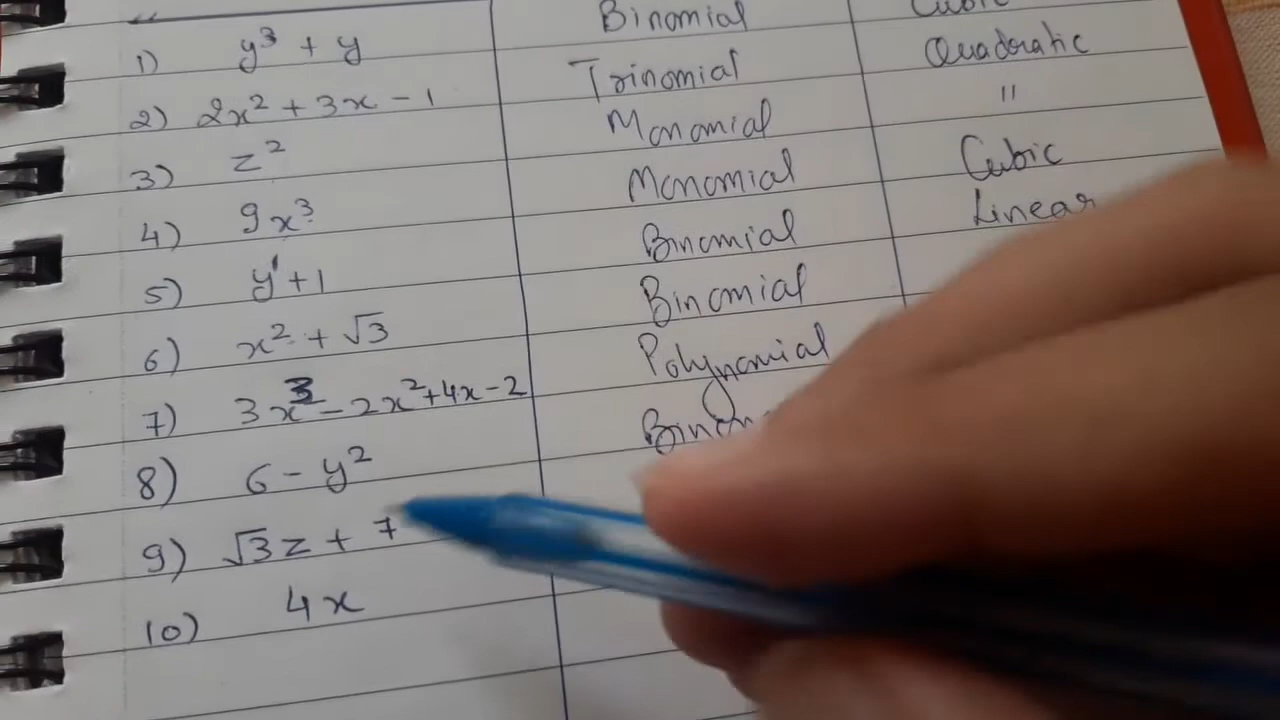 1) y³ + y Binomial Cubic
2) 2x² + 3x - 1 Trinomial Quadratic
3) z² Monomial "
4) 9x³ Monomial Cubic
5) y¹ + 1 Binomial Linear
6) x² + √3 Binomial
7) 3x³ - 2x² + 4x - 2 Polynomial
8) 6 - y²
9) √3z + 7
10) 4x